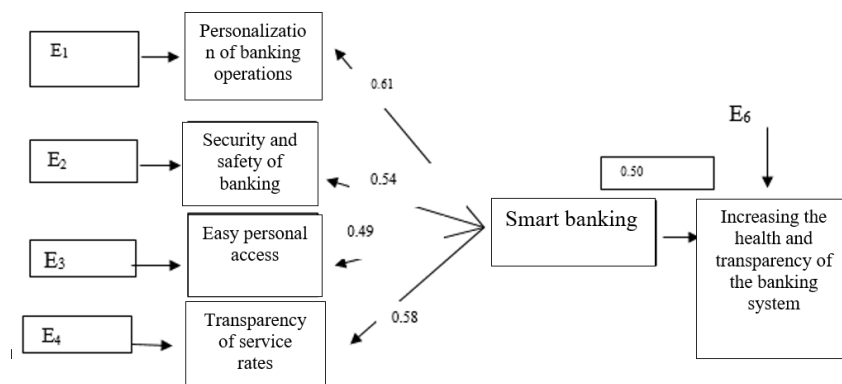 E1
Personalizatio
n of banking
operations
0.61
E6
E2
Security and
safety of
banking
0.54
0.50
Smart banking
Increasing the
health and
transparency of
the banking
system
0.49
E3
Easy personal
access
0.58
E4
Transparency
of service
rates